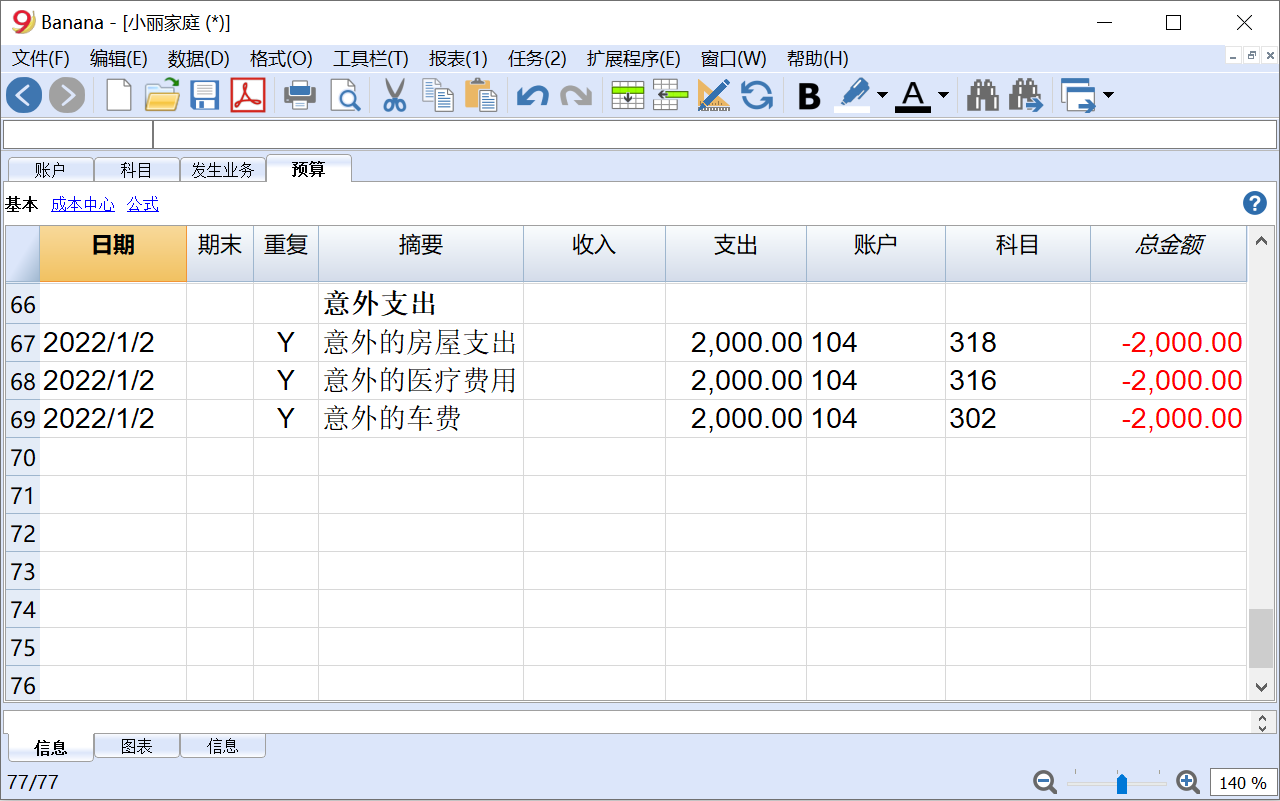 Banana - [小丽家庭 (*)]
文件(F) 编辑(E) 数据(D) 格式(O) 工具栏(T) 报表(1) 任务(2) 扩展程序(E) 窗口(W) 帮助(H)
B A
账户 科目 发生业务 预算
基本 成本中心 公式 ?
日期 期末 重复 摘要 收入 支出 账户 科目 总金额
66 意外支出
67 2022/1/2 Y 意外的房屋支出 2,000.00 104 318 -2,000.00
68 2022/1/2 Y 意外的医疗费用 2,000.00 104 316 -2,000.00
69 2022/1/2 Y 意外的车费 2,000.00 104 302 -2,000.00
70
71
72
73
74
75
76
信息 图表 信息
77/77 140 %